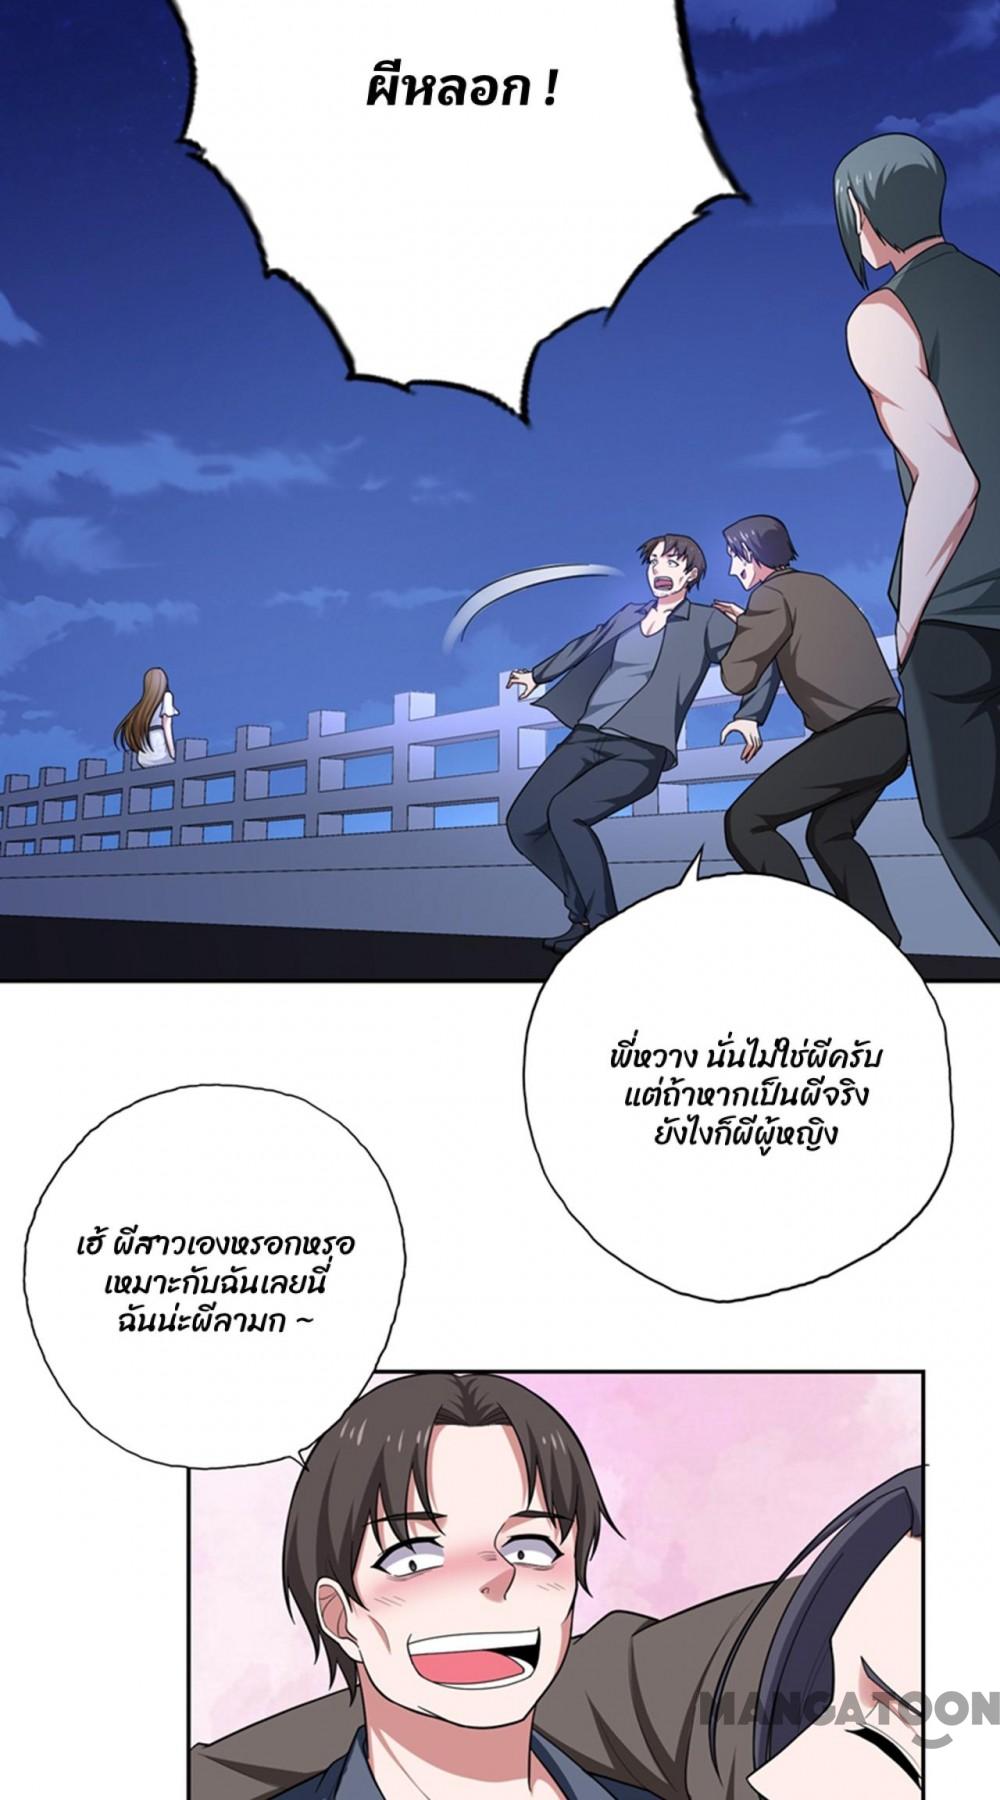 ผีหลอก !
พี่หวาง นั่นไม่ใช่ผีครับ
แต่ถ้าหากเป็นผีจริง
ยังไงก็ผีผู้หญิง
เฮ้ ผีสาวเองหรอกหรอ
เหมาะกับฉันเลยนี่
ฉันน่ะผีลามก ~
MANGATOON